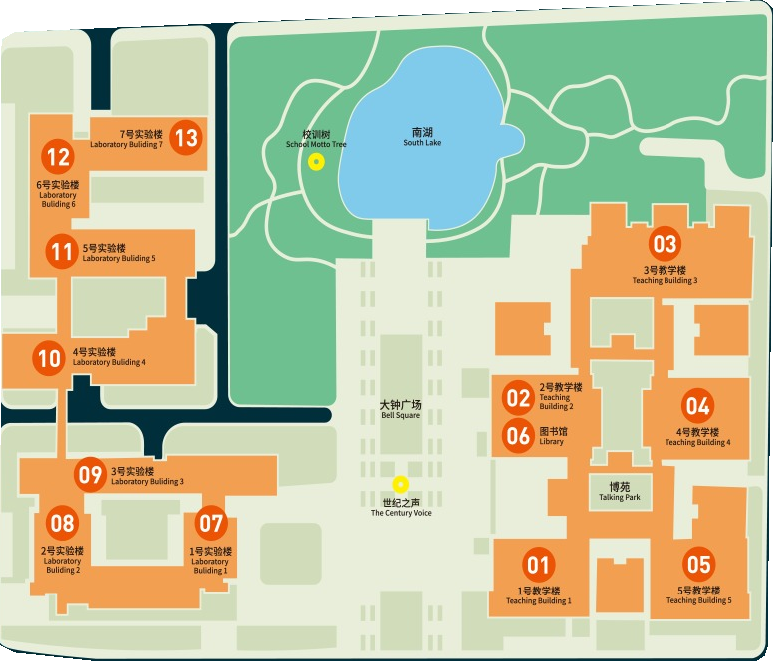 7号实验楼
Laboratory Buliding 7
13
12
6号实验楼
Laboratory
Buliding 6
11
5号实验楼
Laboratory Buliding 5
10
4号实验楼
Laboratory Buliding 4
09
3号实验楼
Laboratory Buliding 3
08
2号实验楼
Laboratory
Buliding 2
07
1号实验楼
Laboratory
Buliding 1
校训树
School Motto Tree
南湖
South Lake
大钟广场
Bell Square
世纪之声
The Century Voice
03
3号教学楼
Teaching Building 3
02
2号教学楼
Teaching
Building 2
06
图书馆
Library
04
4号教学楼
Teaching Building 4
博苑
Talking Park
01
1号教学楼
Teaching Building 1
05
5号教学楼
Teaching Building 5